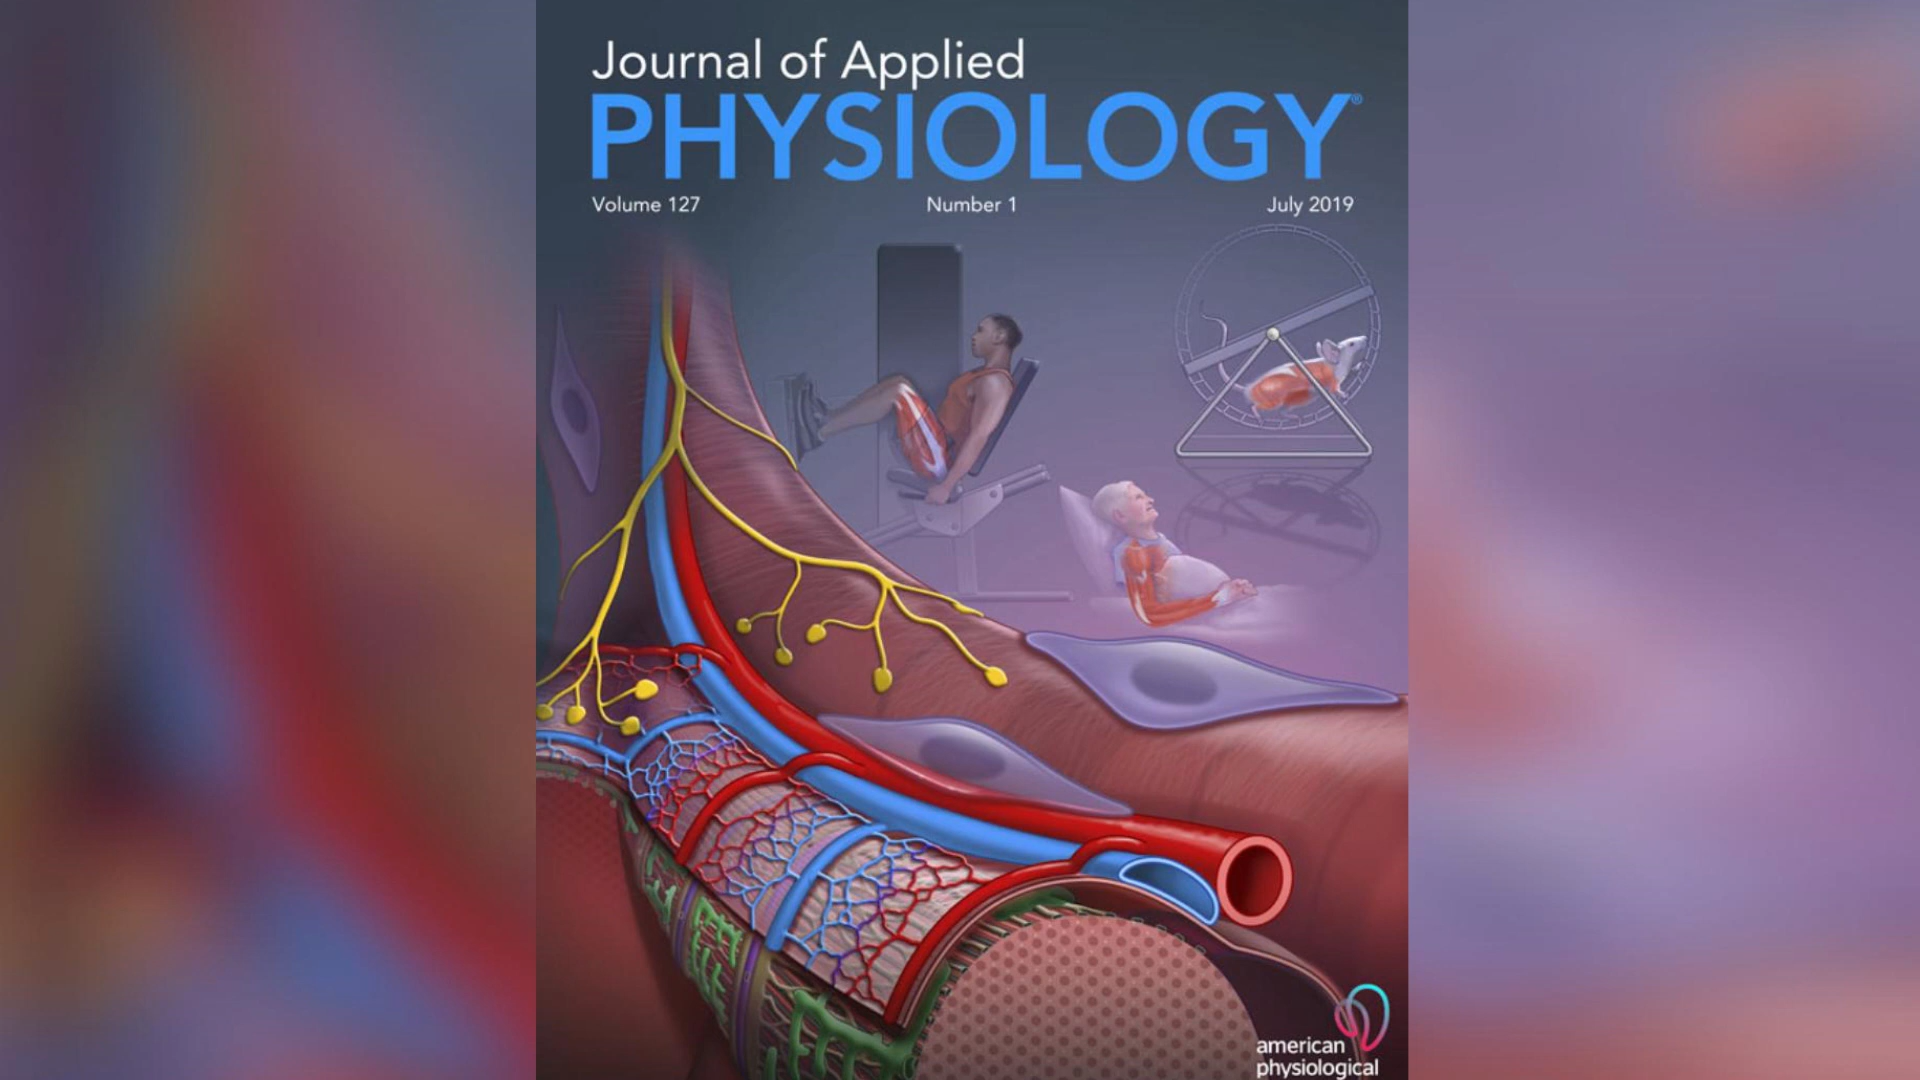 Journal of Applied
PHYSIOLOGY®
Volume 127 Number 1 July 2019
american
physiological